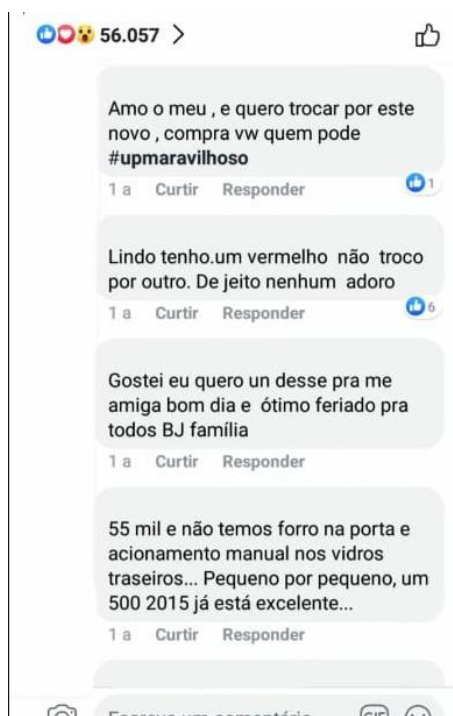 56.057 >
Amo o meu , e quero trocar por este
novo , compra vw quem pode
#upmaravilhoso
1 a Curtir Responder 1
Lindo tenho.um vermelho não troco
por outro. De jeito nenhum adoro
1 a Curtir Responder 6
Gostei eu quero un desse pra me
amiga bom dia e ótimo feriado pra
todos BJ família
1 a Curtir Responder
55 mil e não temos forro na porta e
acionamento manual nos vidros
traseiros... Pequeno por pequeno, um
500 2015 já está excelente...
1 a Curtir Responder
Escreva um comentário GIF